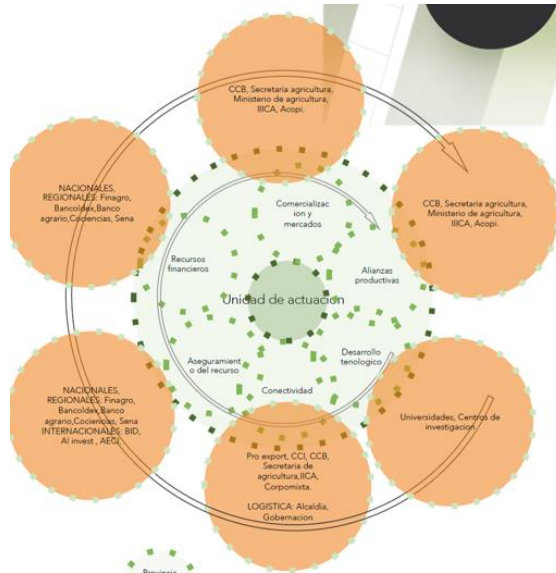 CCB, Secretaria agricultura,
Ministerio de agricultura,
IIICA, Acopi.
NACIONALES,
REGIONALES: Finagro,
Bancoldex,Banco
agrario,Cociencias, Sena
CCB, Secretaria agricultura,
Ministerio de agricultura,
IIICA, Acopi.
Comercializac
ion y
mercados
Recursos
financieros
Alianzas
productivas
Unidad de actuacion
Aseguramient
o del recurso
Desarrollo
tenologico
Conectividad
NACIONALES,
REGIONALES: Finagro,
Bancoldex,Banco
agrario,Cociencias, Sena
INTERNACIONALES: BID,
Al invest , AECI
Universidades, Centros de
investigacion
Pro export, CCI, CCB,
Secretaria de
agricultura,IICA,
Corpomixta.
LOGISTICA: Alcaldia,
Gobernacion
Provincia